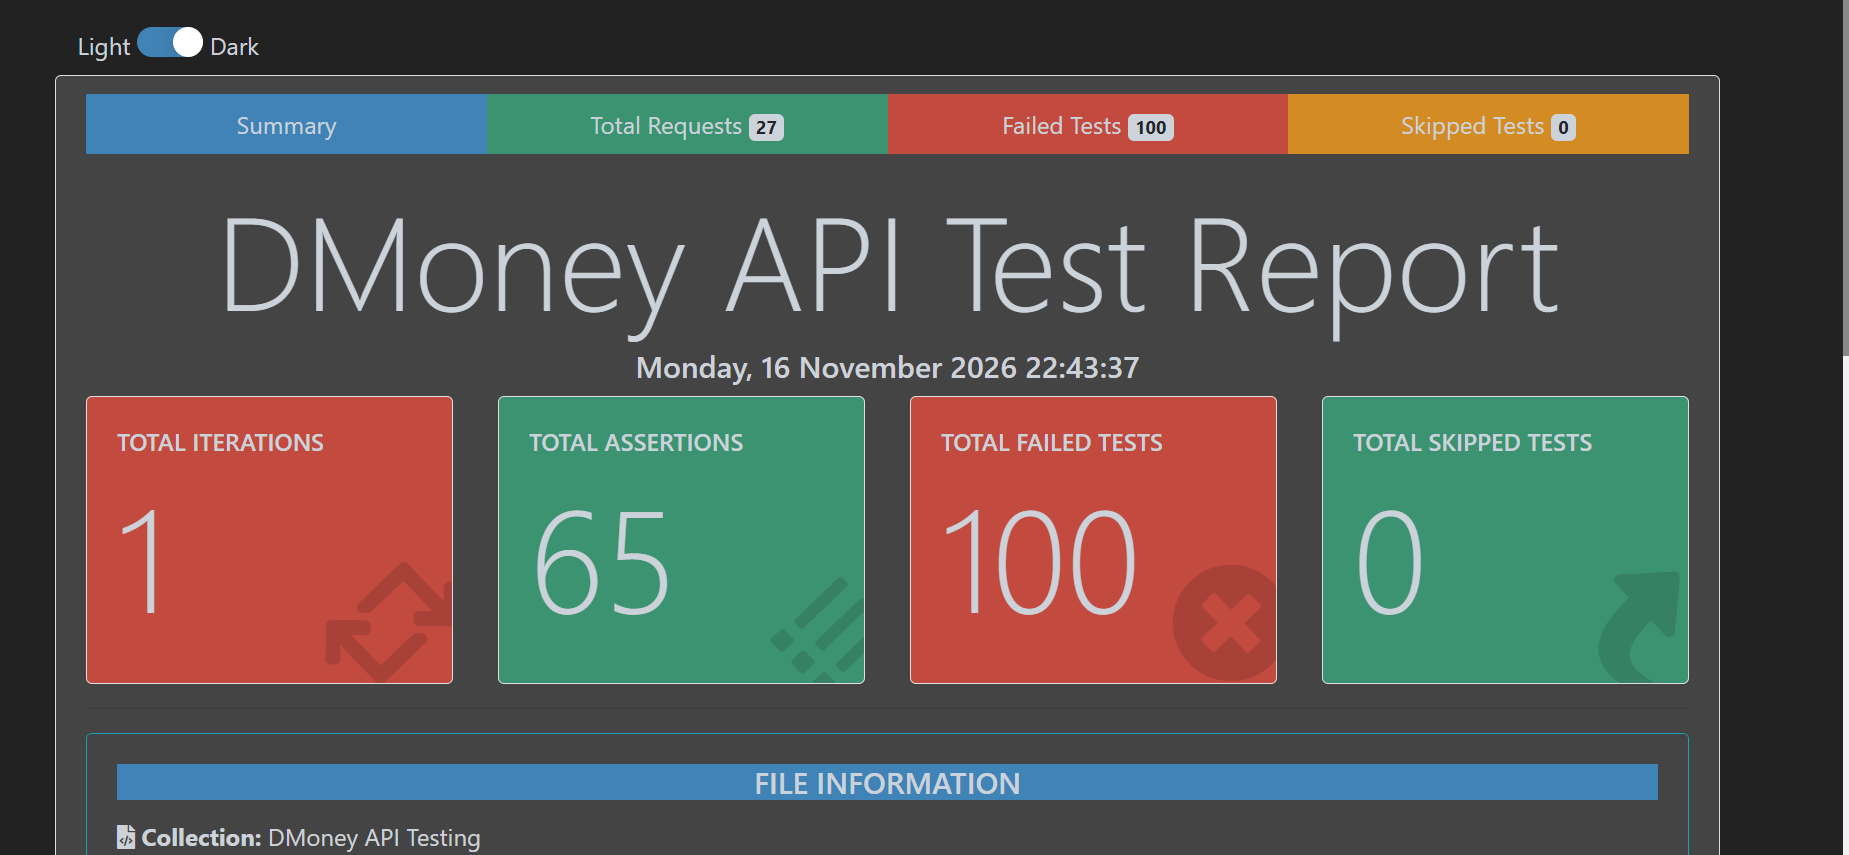 Light Dark
Summary Total Requests 27 Failed Tests 100 Skipped Tests 0
DMoney API Test Report
Monday, 16 November 2026 22:43:37
TOTAL ITERATIONS TOTAL ASSERTIONS TOTAL FAILED TESTS TOTAL SKIPPED TESTS
1 65 100 0
FILE INFORMATION
Collection: DMoney API Testing